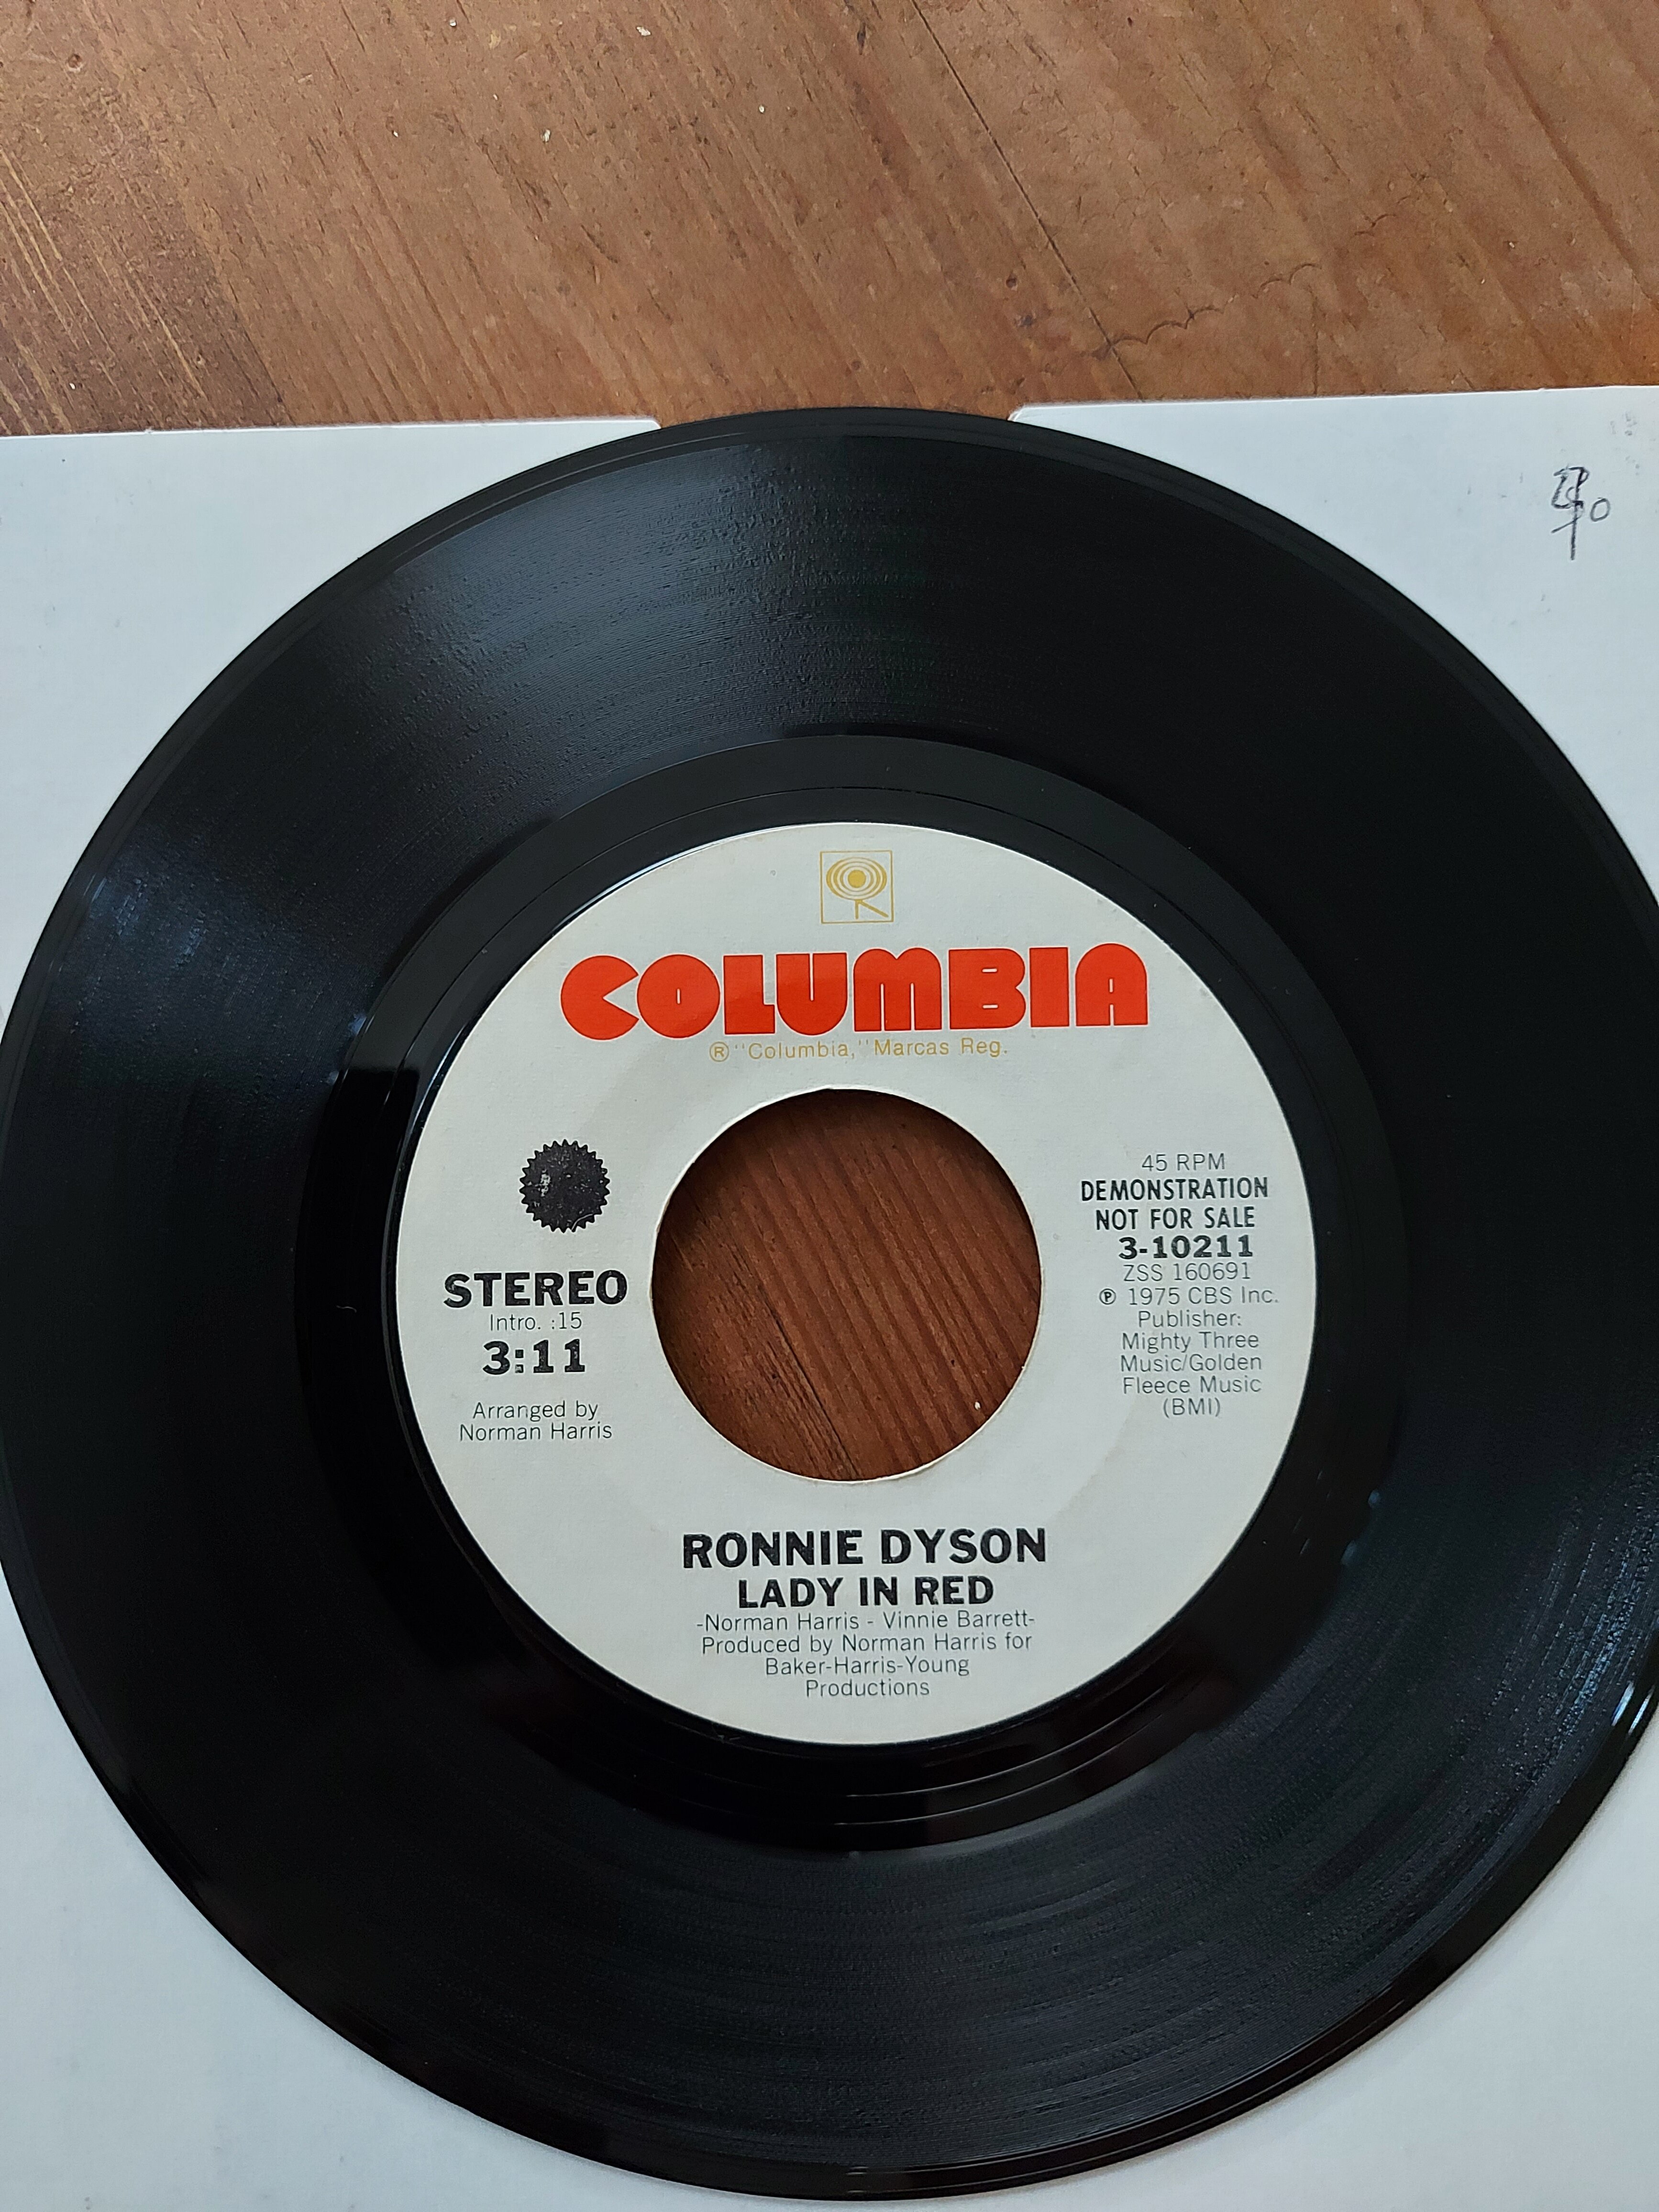 COLUMBIA
® "Columbia," Marcas Reg.
STEREO
Intro. :15
3:11
Arranged by
Norman Harris
45 RPM
DEMONSTRATION
NOT FOR SALE
3-10211
ZSS 160691
℗ 1975 CBS Inc.
Publisher:
Mighty Three
Music/Golden
Fleece Music
(BMI)
RONNIE DYSON
LADY IN RED
-Norman Harris - Vinnie Barrett-
Produced by Norman Harris for
Baker-Harris-Young
Productions